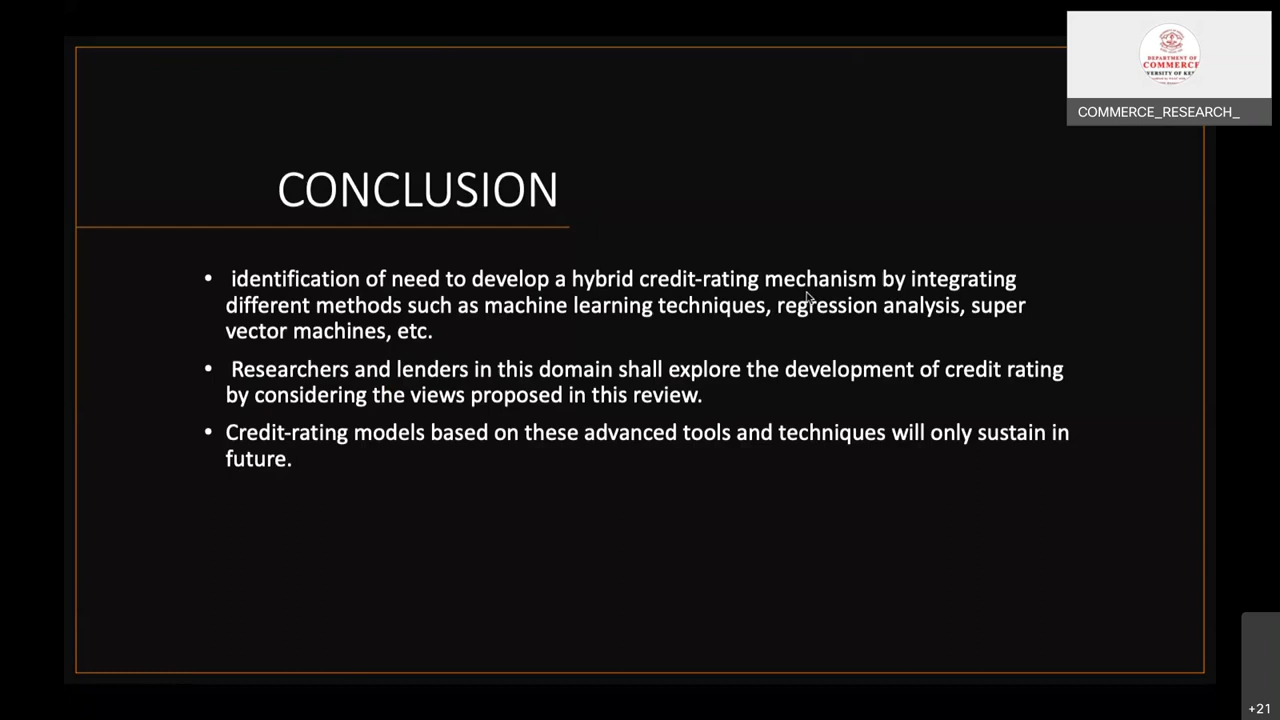 DEPARTMENT OF
COMMERCE
COMMERCE_RESEARCH_
CONCLUSION
• identification of need to develop a hybrid credit-rating mechanism by integrating
different methods such as machine learning techniques, regression analysis, super
vector machines, etc.
• Researchers and lenders in this domain shall explore the development of credit rating
by considering the views proposed in this review.
• Credit-rating models based on these advanced tools and techniques will only sustain in
future.
+21